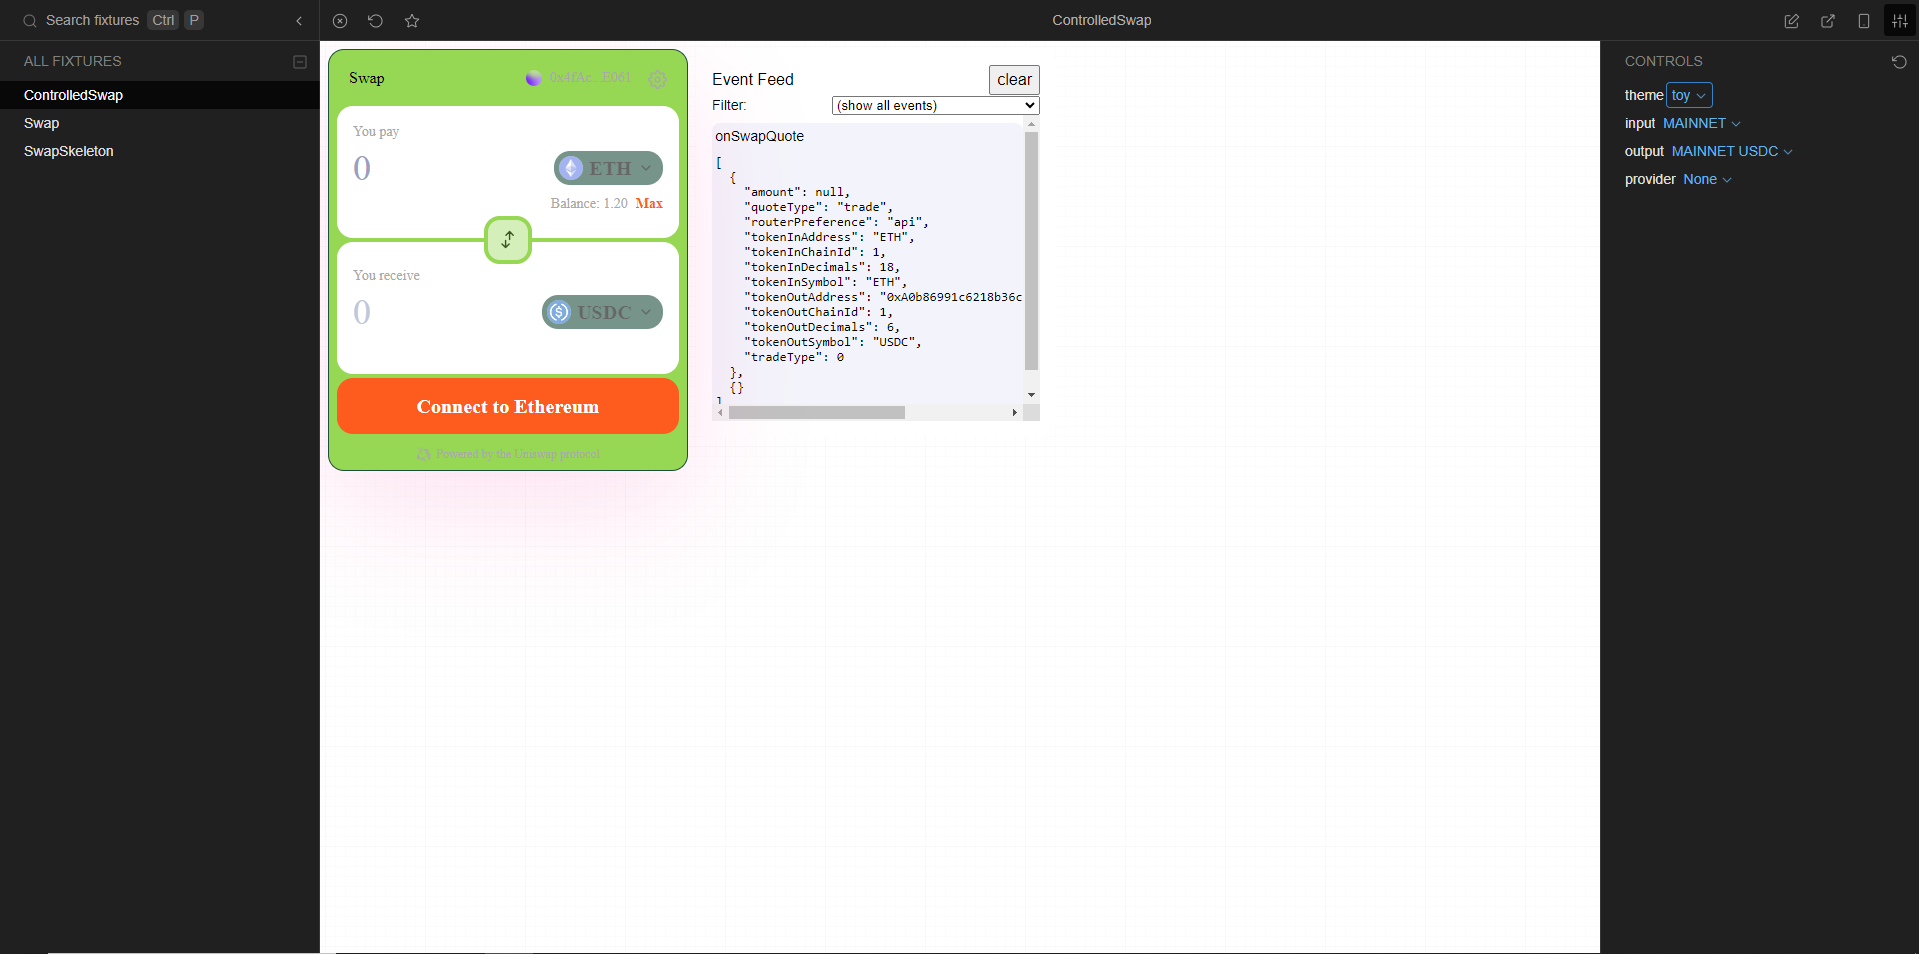 Search fixtures Ctrl P
ControlledSwap
ALL FIXTURES
ControlledSwap
Swap
SwapSkeleton
Swap 0x4fAc...E061
You pay
0 ETH
Balance: 1.20 Max
You receive
0 USDC
Connect to Ethereum
Powered by the Uniswap protocol
Event Feed clear
Filter: (show all events)
onSwapQuote
[
{
"amount": null,
"quoteType": "trade",
"routerPreference": "api",
"tokenInAddress": "ETH",
"tokenInChainId": 1,
"tokenInDecimals": 18,
"tokenInSymbol": "ETH",
"tokenOutAddress": "0xA0b86991c6218b36c
"tokenOutChainId": 1,
"tokenOutDecimals": 6,
"tokenOutSymbol": "USDC",
"tradeType": 0
},
{}
]
CONTROLS
theme toy
input MAINNET
output MAINNET USDC
provider None